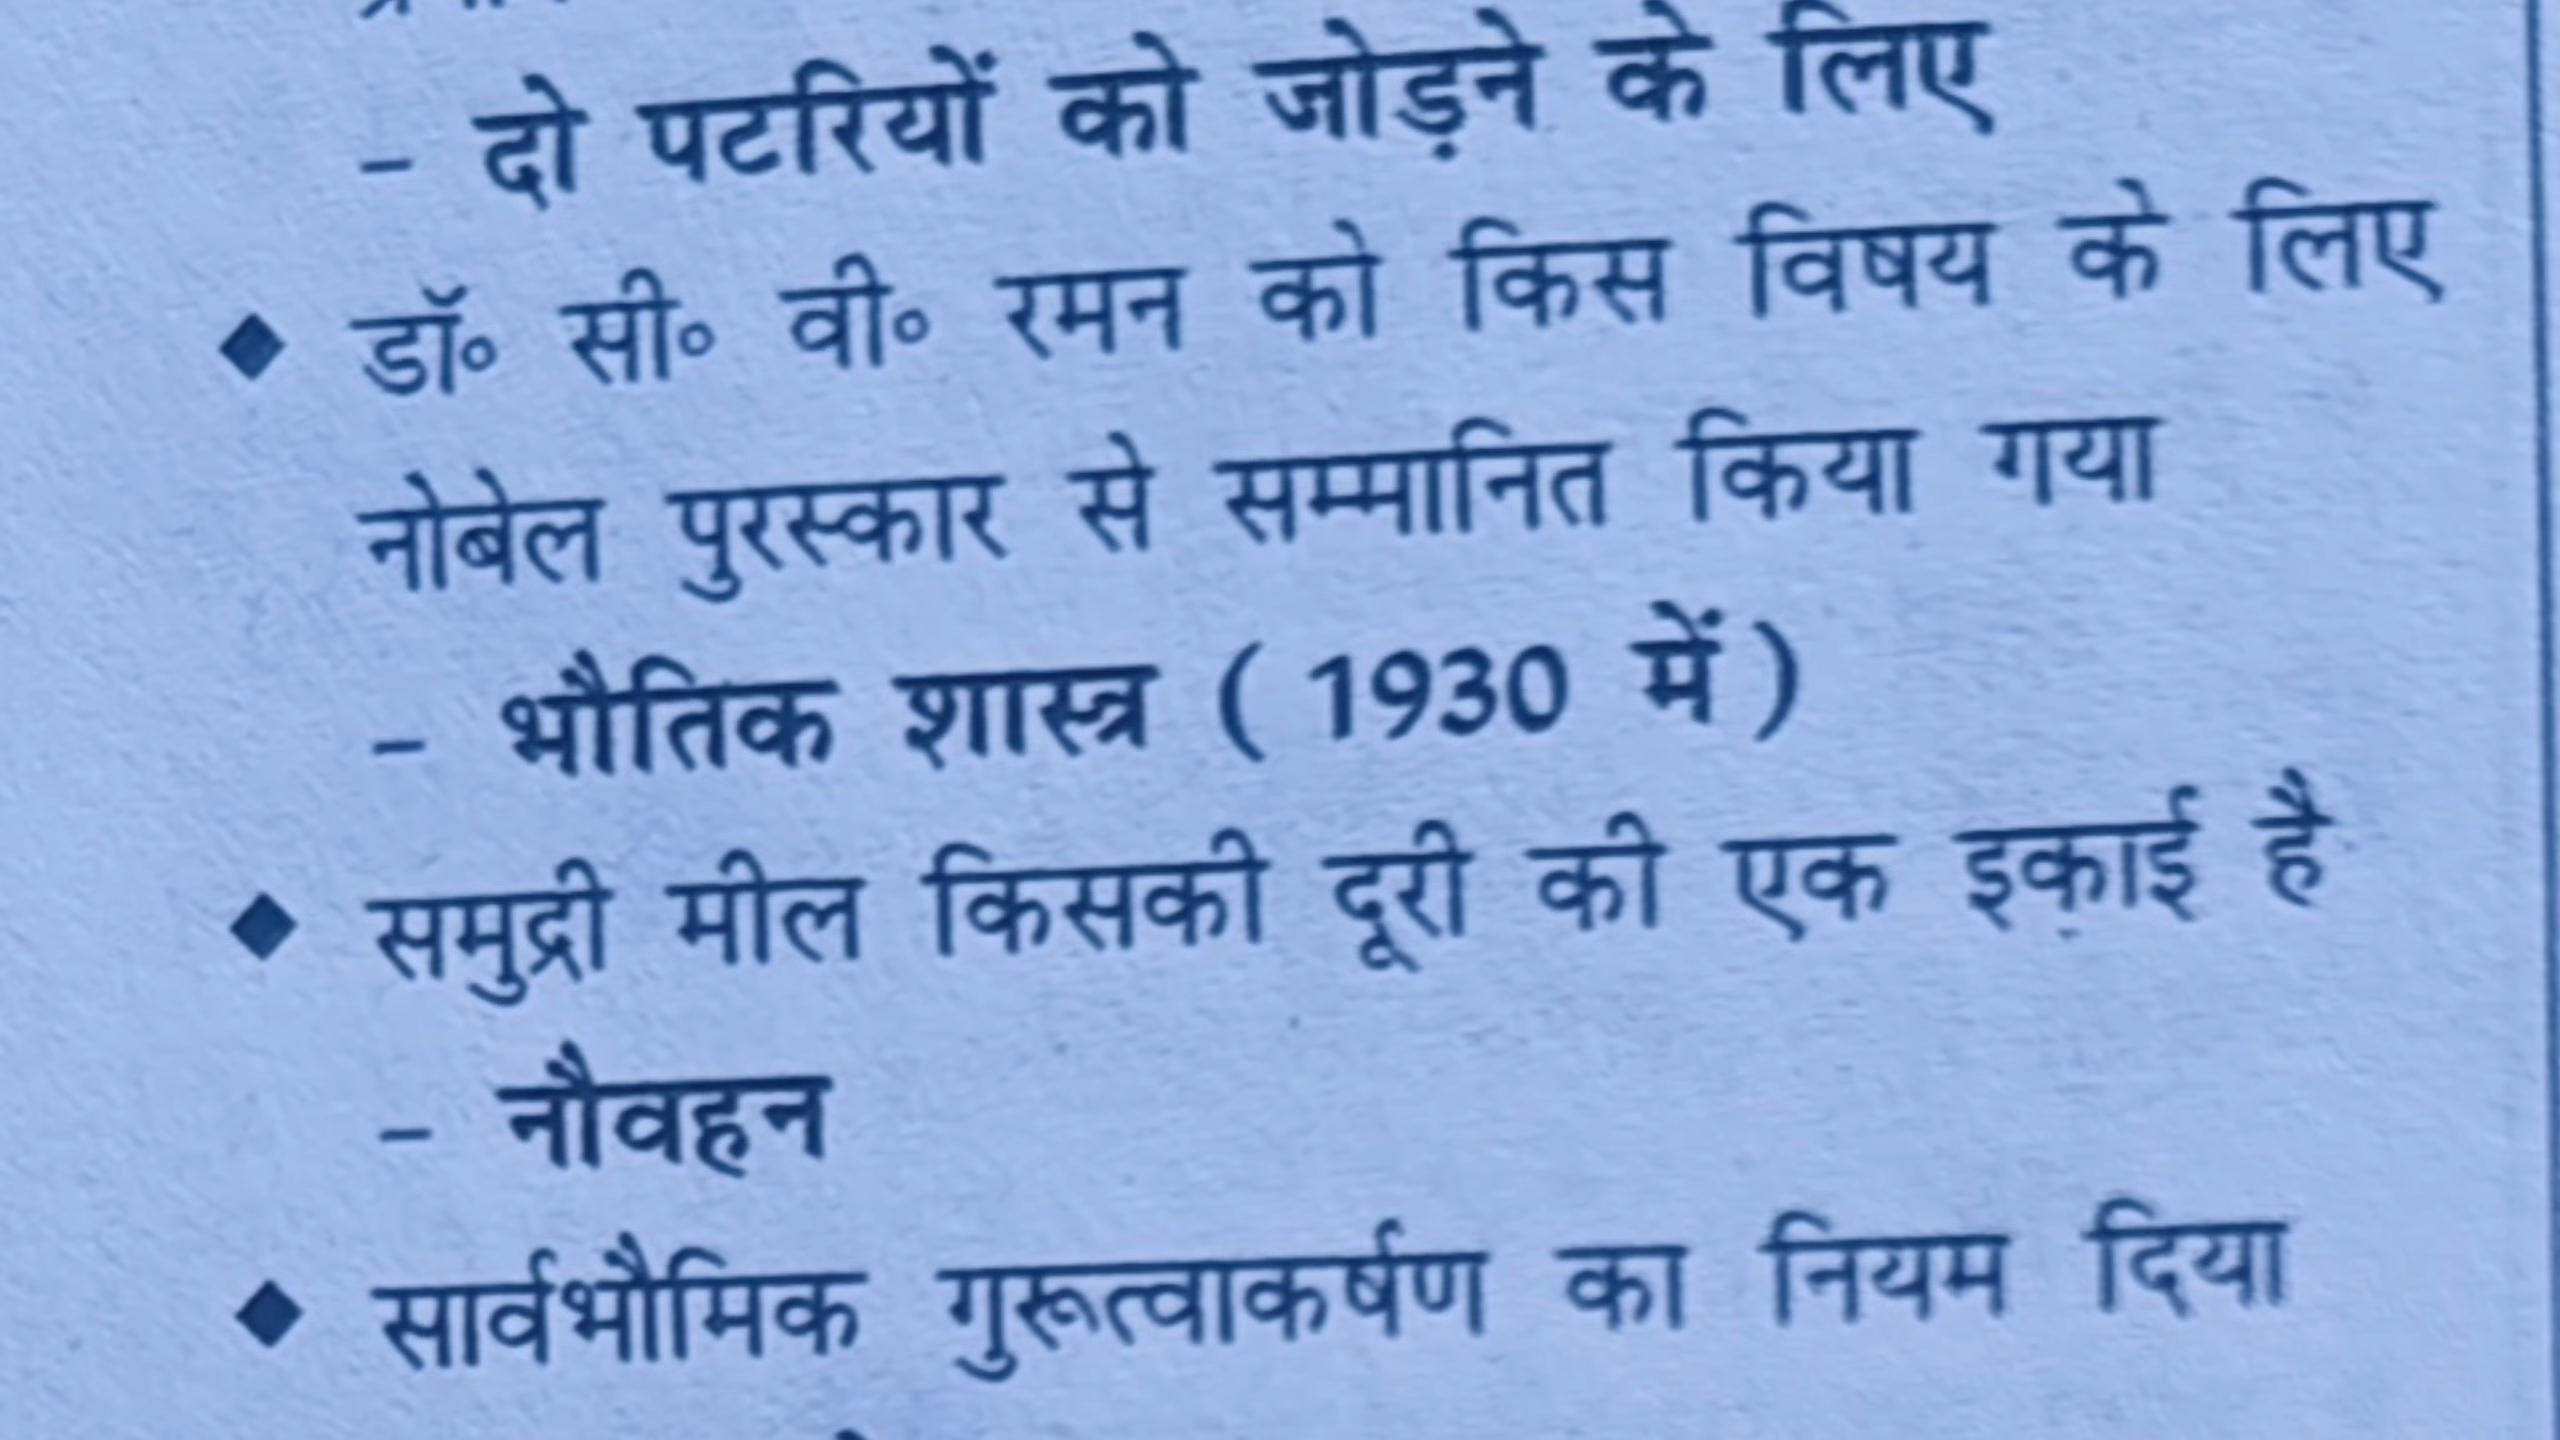 – दो पटरियों को जोड़ने के लिए
◆ डॉ॰ सी॰ वी॰ रमन को किस विषय के लिए
नोबेल पुरस्कार से सम्मानित किया गया
– भौतिक शास्त्र ( 1930 में )
◆ समुद्री मील किसकी दूरी की एक इकाई है
– नौवहन
◆ सार्वभौमिक गुरूत्वाकर्षण का नियम दिया